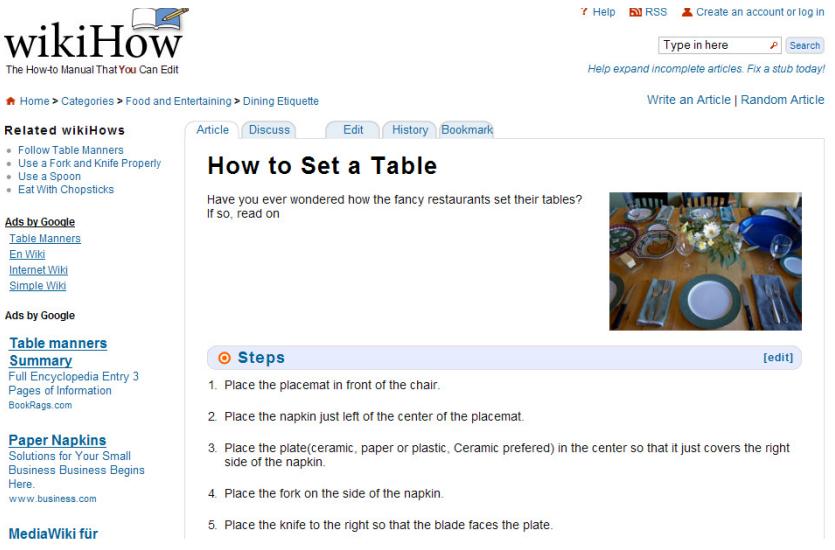 ? Help RSS Create an account or log in
wikiHow
The How-to Manual That You Can Edit
Type in here Search
Help expand incomplete articles. Fix a stub today!
Home > Categories > Food and Entertaining > Dining Etiquette
Write an Article | Random Article
Related wikiHows
Follow Table Manners
Use a Fork and Knife Properly
Use a Spoon
Eat With Chopsticks
Ads by Google
Table Manners
En Wiki
Internet Wiki
Simple Wiki
Ads by Google
Table manners
Summary
Full Encyclopedia Entry 3
Pages of Information
BookRags.com
Paper Napkins
Solutions for Your Small
Business Business Begins
Here.
www.business.com
MediaWiki für
Article Discuss Edit History Bookmark
How to Set a Table
Have you ever wondered how the fancy restaurants set their tables?
If so, read on
Steps [edit]
1. Place the placemat in front of the chair.
2. Place the napkin just left of the center of the placemat.
3. Place the plate(ceramic, paper or plastic, Ceramic prefered) in the center so that it just covers the right
side of the napkin.
4. Place the fork on the side of the napkin.
5. Place the knife to the right so that the blade faces the plate.